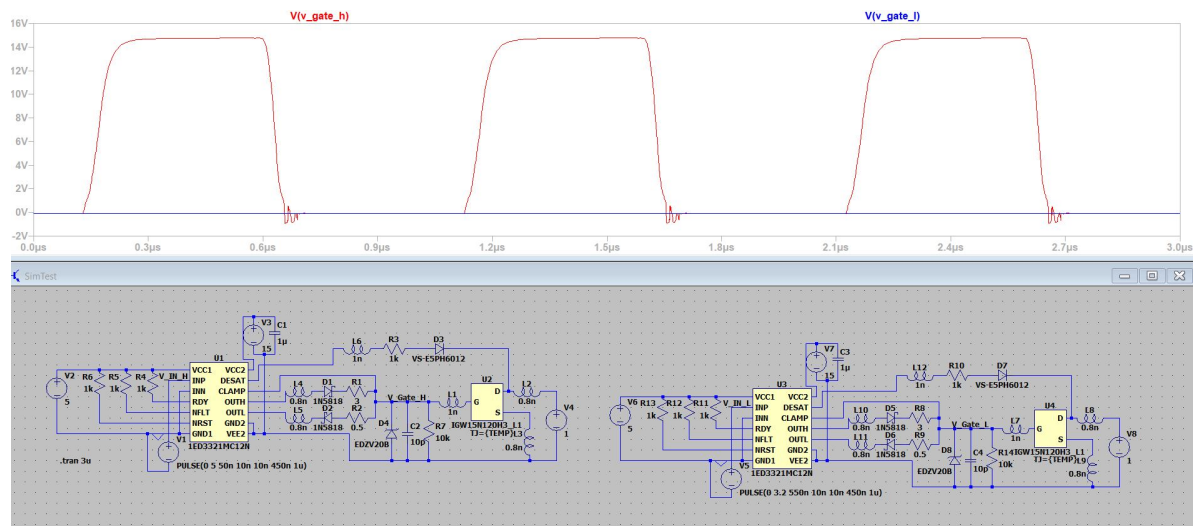 V(v_gate_h) V(v_gate_l)
16V
14V
12V
10V
8V
6V
4V
2V
0V
-2V
0.0µs 0.3µs 0.6µs 0.9µs 1.2µs 1.5µs 1.8µs 2.1µs 2.4µs 2.7µs 3.0µs
SimTest
V3
15
C1
1µ
U1
VCC1 VCC2
INP DESAT
INN CLAMP
RDY OUTH
NFLT OUTL
NRST GND2
GND1 VEE2
1ED3321MC12N
V2
5
R6
1k
R5
1k
R4
1k
V_IN_H
V1
PULSE(0 5 50n 10n 10n 450n 1u)
.tran 3u
L6
1n
R3
1k
D3
VS-E5PH6012
L4
0.8n
D1
1N5818
R1
3
L5
0.8n
D2
1N5818
R2
0.5
V_Gate_H
D4
EDZV20B
C2
10p
R7
10k
L1
1n
U2
G
D
S
IGW15N120H3_L1
TJ={TEMP}
L2
0.8n
L3
0.8n
V4
1
V7
15
C3
1µ
U3
VCC1 VCC2
INP DESAT
INN CLAMP
RDY OUTH
NFLT OUTL
NRST GND2
GND1 VEE2
1ED3321MC12N
V6
5
R13
1k
R12
1k
R11
1k
V_IN_L
V5
PULSE(0 3.2 550n 10n 10n 450n 1u)
L12
1n
R10
1k
D7
VS-E5PH6012
L10
0.8n
D5
1N5818
R8
3
L11
0.8n
D6
1N5818
R9
0.5
V_Gate_L
D8
EDZV20B
C4
10p
R14
10k
L7
1n
U4
G
D
S
IGW15N120H3_L1
TJ={TEMP}
L8
0.8n
L9
0.8n
V8
1